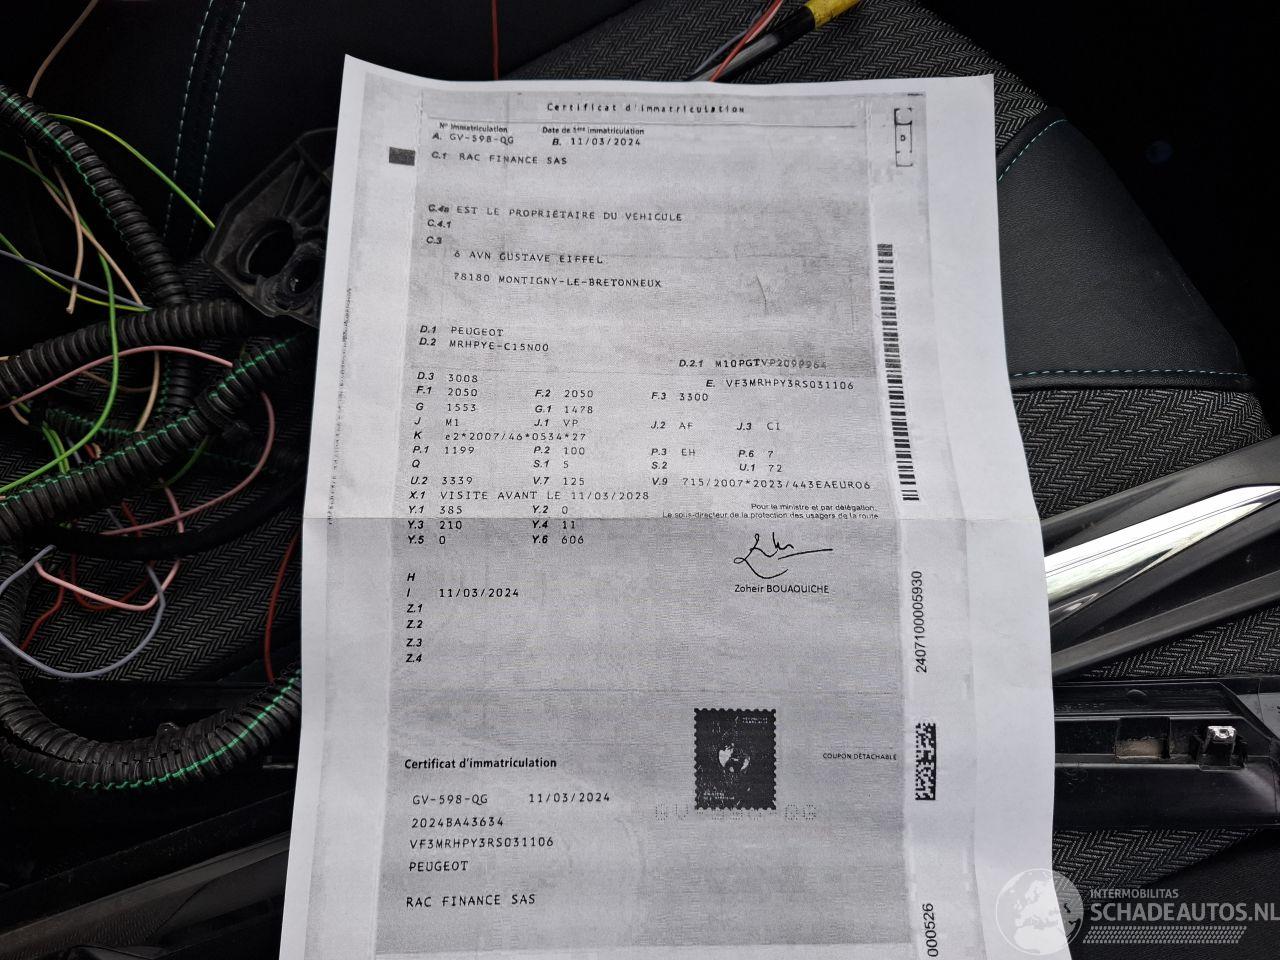 Certificat d'immatriculation
N° Immatriculation Date de 1ère immatriculation
A. GV-598-QG B. 11/03/2024
D
C.1 RAC FINANCE SAS
C.4a EST LE PROPRIÉTAIRE DU VÉHICULE
C.4.1
C.3
6 AVN GUSTAVE EIFFEL
78180 MONTIGNY-LE-BRETONNEUX
D.1 PEUGEOT
D.2 MRHPYE-C15N00
D.2.1 M10PGTVP2099964
D.3 3008 E. VF3MRHPY3RS031106
F.1 2050 F.2 2050 F.3 3300
G 1553 G.1 1478
J M1 J.1 VP J.2 AF J.3 CI
K e2*2007/46*0534*27
P.1 1199 P.2 100 P.3 EH P.6 7
Q S.1 5 S.2 U.1 72
U.2 3339 V.7 125 V.9 715/2007*2023/443EAEURO6
X.1 VISITE AVANT LE 11/03/2028
Y.1 385 Y.2 0
Pour le ministre et par délégation,
Le sous-directeur de la protection des usagers de la route
Y.3 210 Y.4 11
Y.5 0 Y.6 606
Zoheir BOUAOUICHE
H
I 11/03/2024
Z.1
Z.2
Z.3
Z.4
2407100005930
COUPON DÉTACHABLE
Certificat d'immatriculation
GV-598-QG 11/03/2024
GV-598-QG
2024BA43634
VF3MRHPY3RS031106
PEUGEOT
RAC FINANCE SAS
000526
INTERMOBILITAS
SCHADEAUTOS.NL